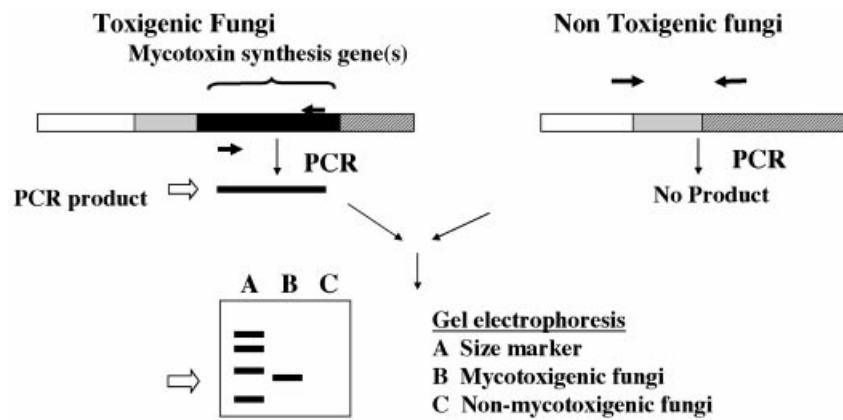 Toxigenic Fungi
Mycotoxin synthesis gene(s)
PCR
PCR product
Non Toxigenic fungi
PCR
No Product
A B C
Gel electrophoresis
A Size marker
B Mycotoxigenic fungi
C Non-mycotoxigenic fungi